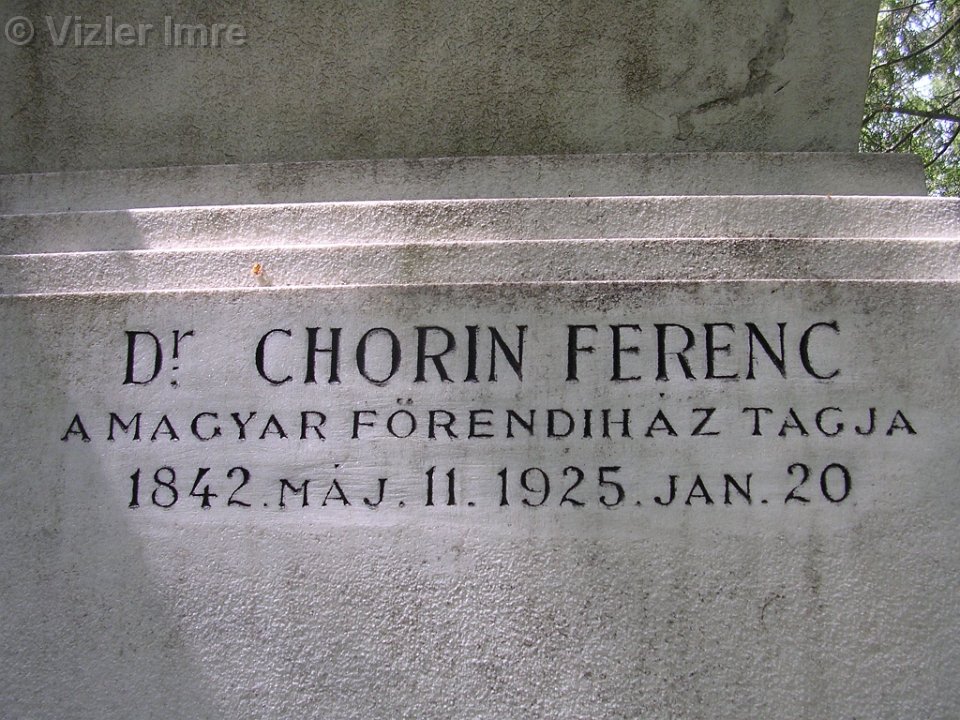 © Vizler Imre
Dr. CHORIN FERENC
A MAGYAR FŐRENDIHÁZ TAGJA
1842. MÁJ. 11. 1925. JAN. 20